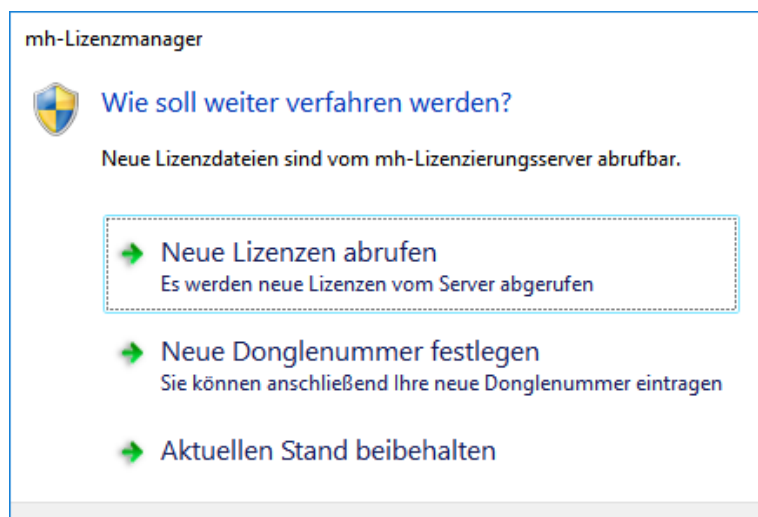 mh-Lizenzmanager
Wie soll weiter verfahren werden?
Neue Lizenzdateien sind vom mh-Lizenzierungsserver abrufbar.
Neue Lizenzen abrufen
Es werden neue Lizenzen vom Server abgerufen
Neue Donglenummer festlegen
Sie können anschließend Ihre neue Donglenummer eintragen
Aktuellen Stand beibehalten